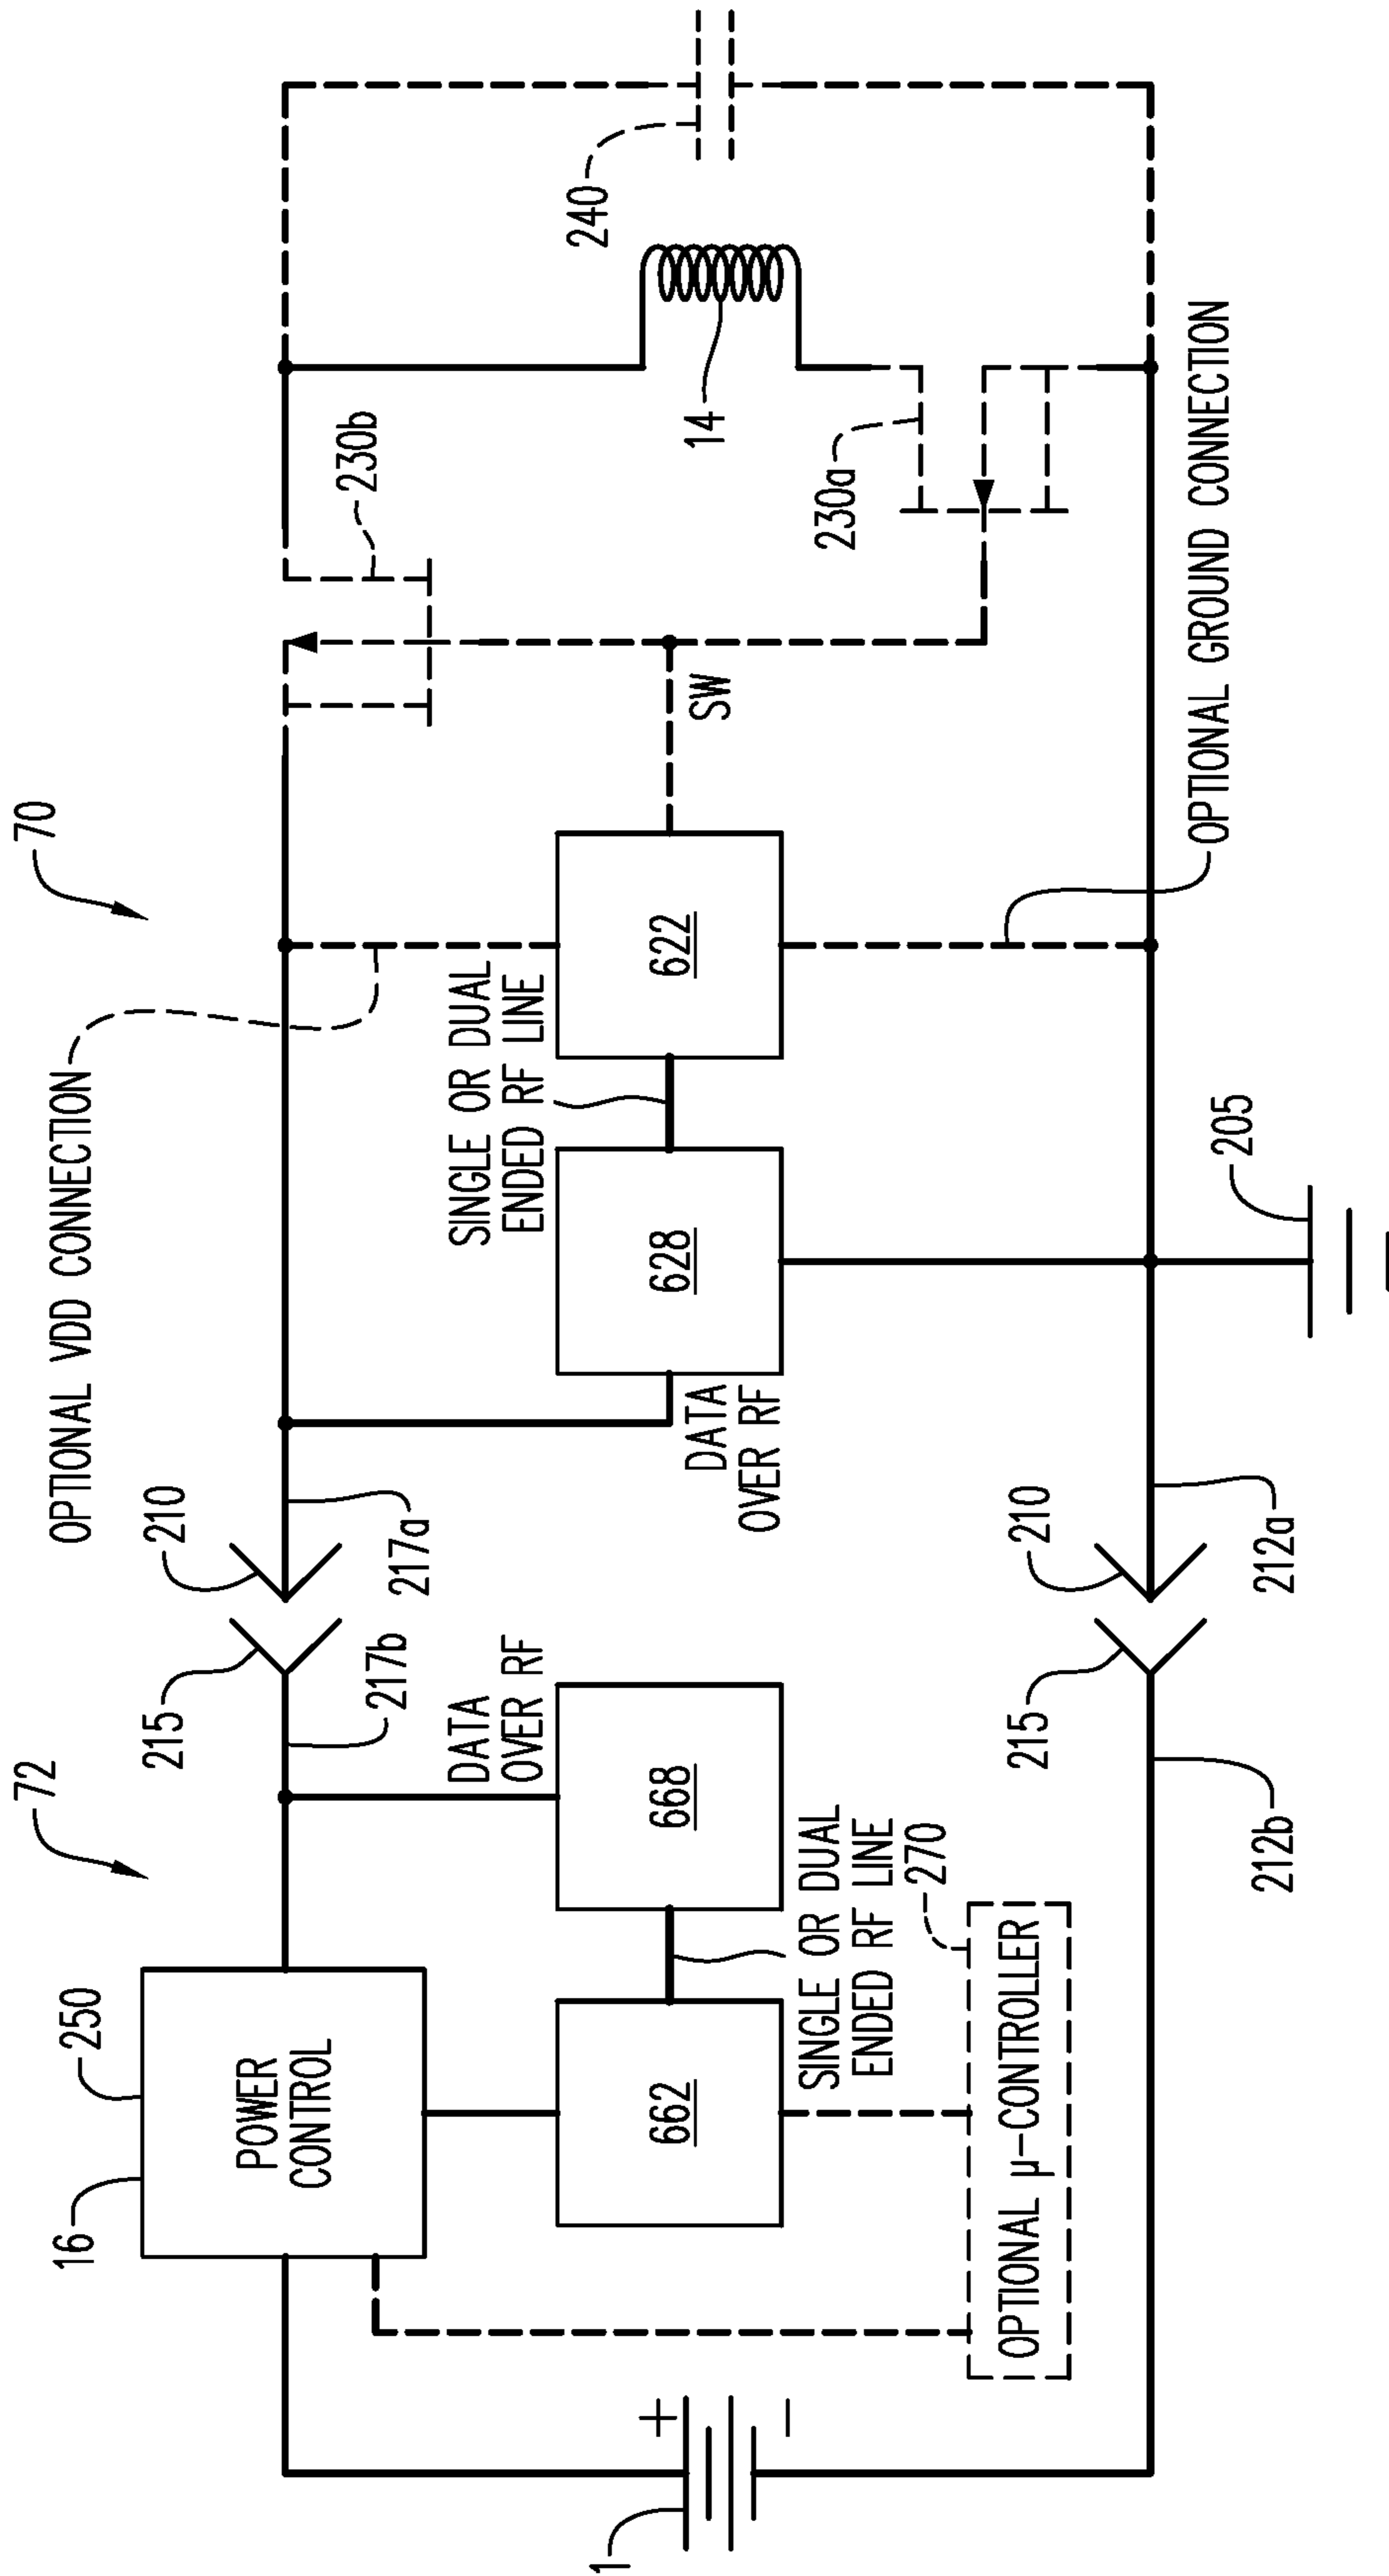 70
72
OPTIONAL VDD CONNECTION
250
16
POWER
CONTROL
215
210
217b
217a
230b
DATA
OVER RF
SINGLE OR DUAL
ENDED RF LINE
240
1
+
−
662
668
628
622
SW
14
DATA
OVER RF
SINGLE OR DUAL
ENDED RF LINE
270
230a
OPTIONAL µ-CONTROLLER
215
210
212b
212a
205
OPTIONAL GROUND CONNECTION